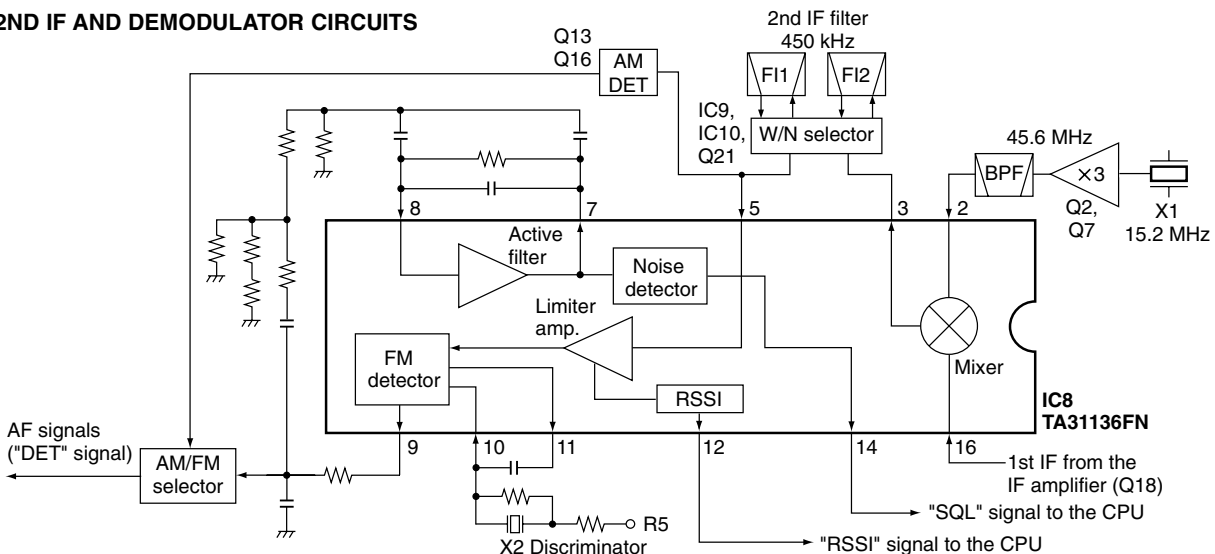 2ND IF AND DEMODULATOR CIRCUITS
2nd IF filter
450 kHz
Q13
Q16
AM
DET
FI1
FI2
IC9,
IC10,
Q21
W/N selector
45.6 MHz
BPF
×3
Q2,
Q7
X1
15.2 MHz
8
7
5
3
2
Active
filter
Noise
detector
Limiter
amp.
FM
detector
RSSI
Mixer
IC8
TA31136FN
AF signals
("DET" signal)
AM/FM
selector
9
10
11
12
14
16
1st IF from the
IF amplifier (Q18)
R5
X2 Discriminator
"SQL" signal to the CPU
"RSSI" signal to the CPU